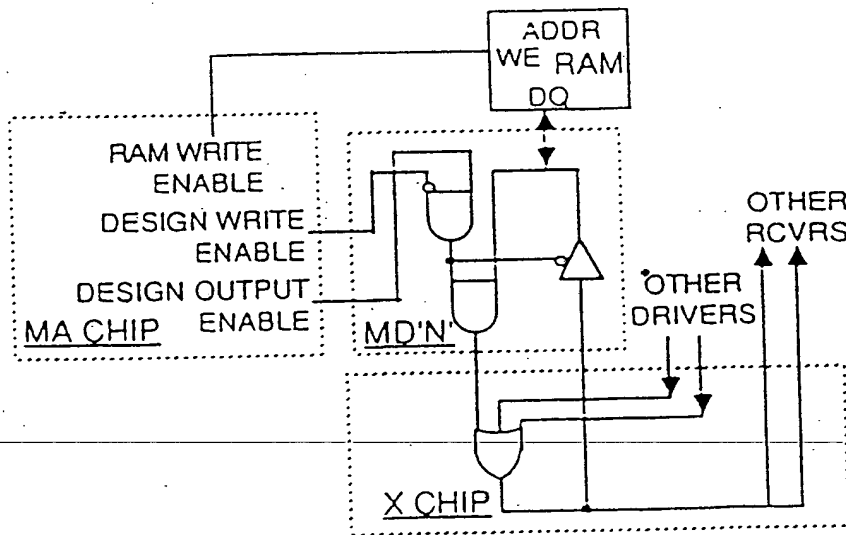 ADDR
WE RAM
DQ
RAM WRITE
ENABLE
DESIGN WRITE
ENABLE
DESIGN OUTPUT
ENABLE
MA CHIP
MD'N'
OTHER
RCVRS
OTHER
DRIVERS
X CHIP